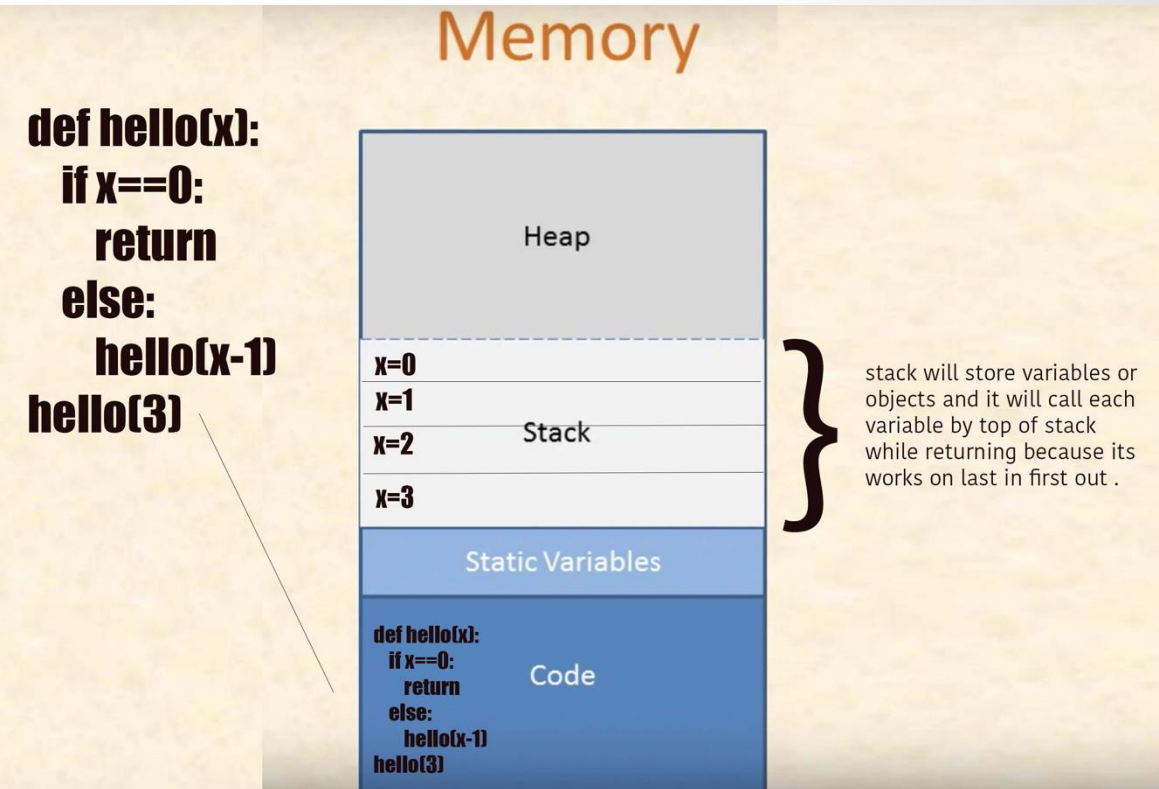 Memory
def hello(x):
if x==0:
return
else:
hello(x-1)
hello(3)
Heap
x=0
x=1
x=2
Stack
x=3
stack will store variables or
objects and it will call each
variable by top of stack
while returning because its
works on last in first out .
Static Variables
def hello(x):
if x==0:
return
else:
hello(x-1)
hello(3)
Code